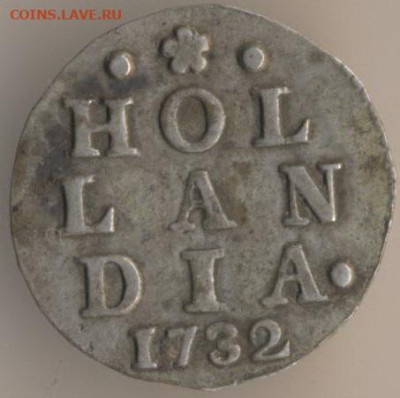 COINS.LAVE.RU
HOL
LAN
DIA·
1732